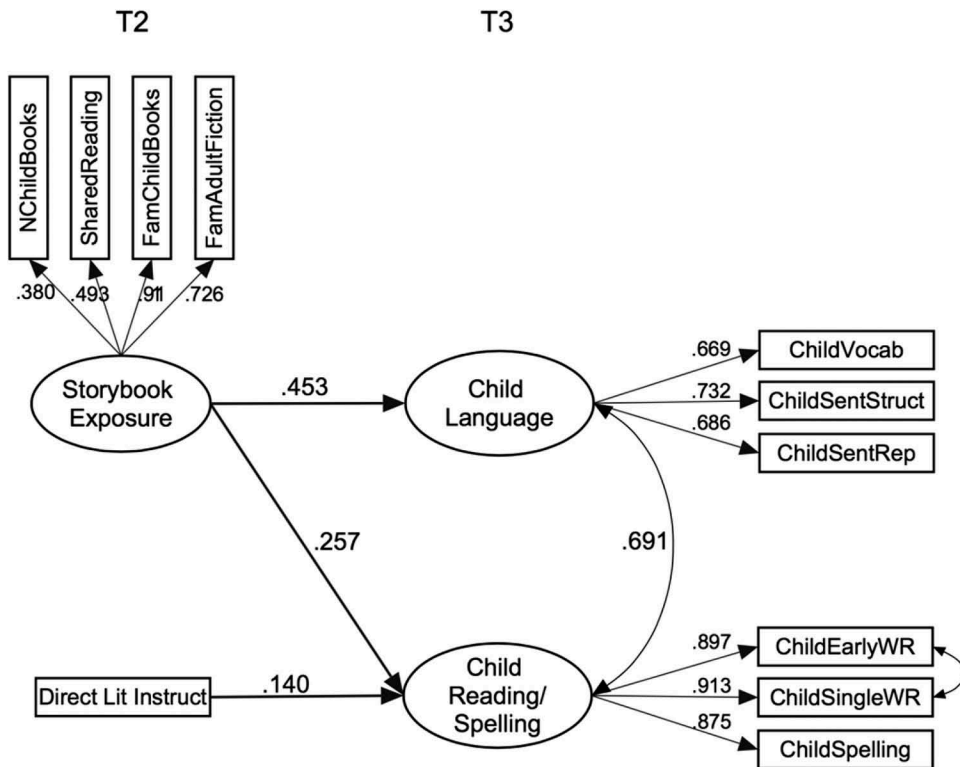 T2
T3
NChildBooks
SharedReading
FamChildBooks
FamAdultFiction
.380
.493
.911
.726
Storybook
Exposure
.453
Child
Language
.669
.732
.686
ChildVocab
ChildSentStruct
ChildSentRep
.257
.691
Direct Lit Instruct
.140
Child
Reading/
Spelling
.897
.913
.875
ChildEarlyWR
ChildSingleWR
ChildSpelling